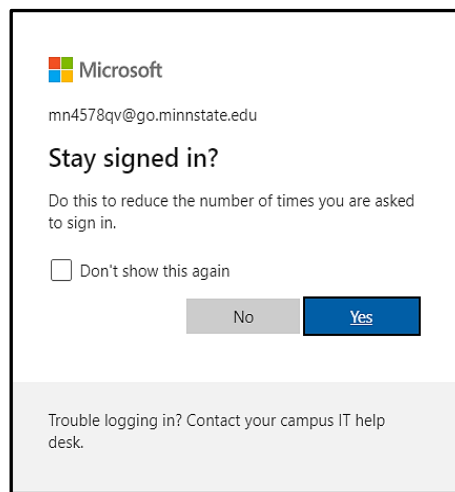 Microsoft
mn4578qv@go.minnstate.edu
Stay signed in?
Do this to reduce the number of times you are asked
to sign in.
Don't show this again
No
Yes
Trouble logging in? Contact your campus IT help
desk.